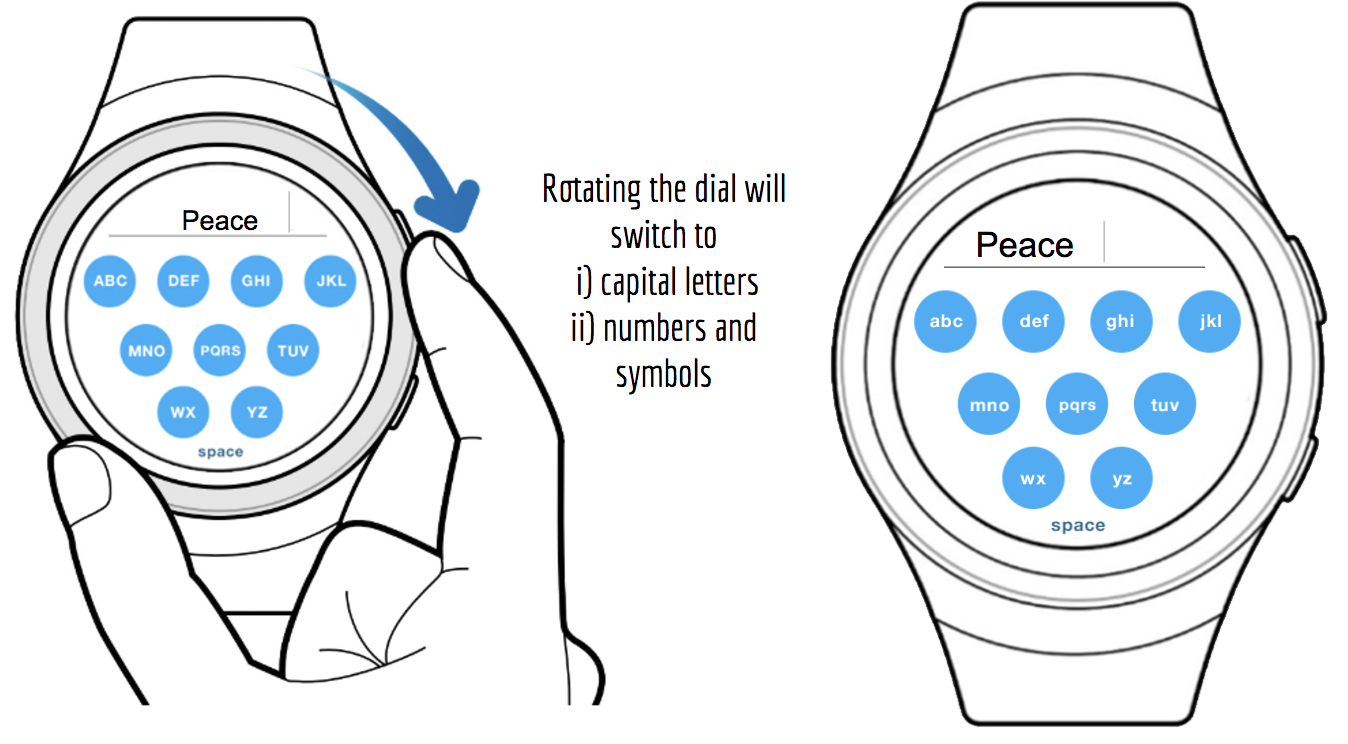 Peace
ABC DEF GHI JKL
MNO PQRS TUV
WX YZ
space
Rotating the dial will
switch to
i) capital letters
ii) numbers and
symbols
Peace
abc def ghi jkl
mno pqrs tuv
wx yz
space